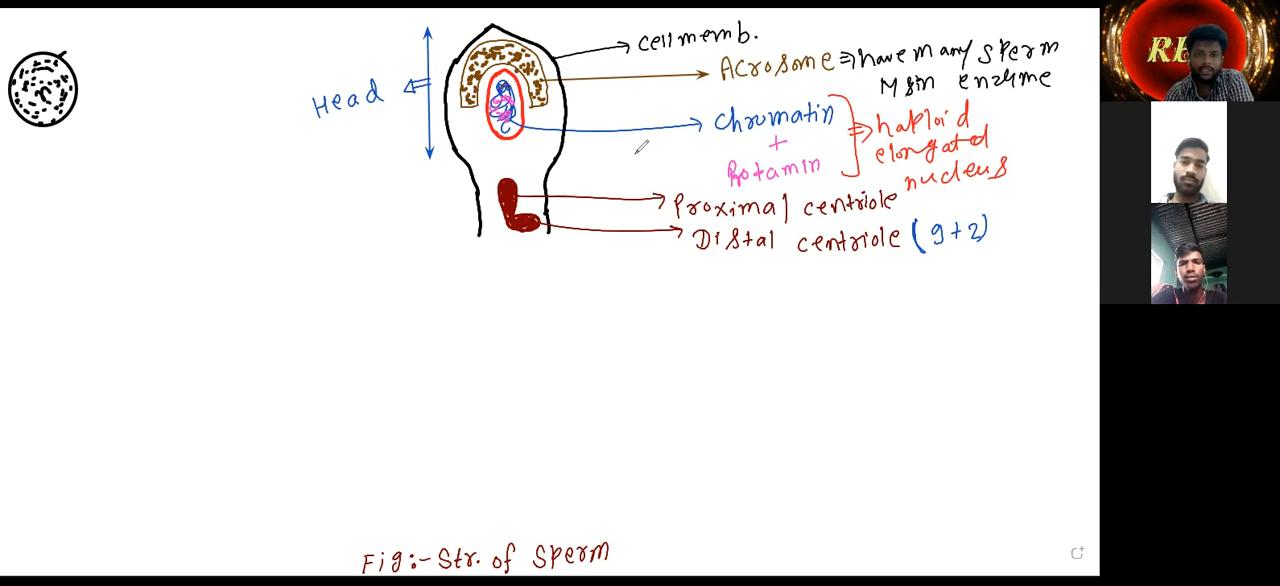 cell memb.
Acrosome ⇒ have many sperm
lysin enzyme
Head
Chromatin
+
Protamin
⇒ haploid
elongated
nucleus
Proximal centriole
Distal centriole (9+2)
Fig:- Str. of Sperm